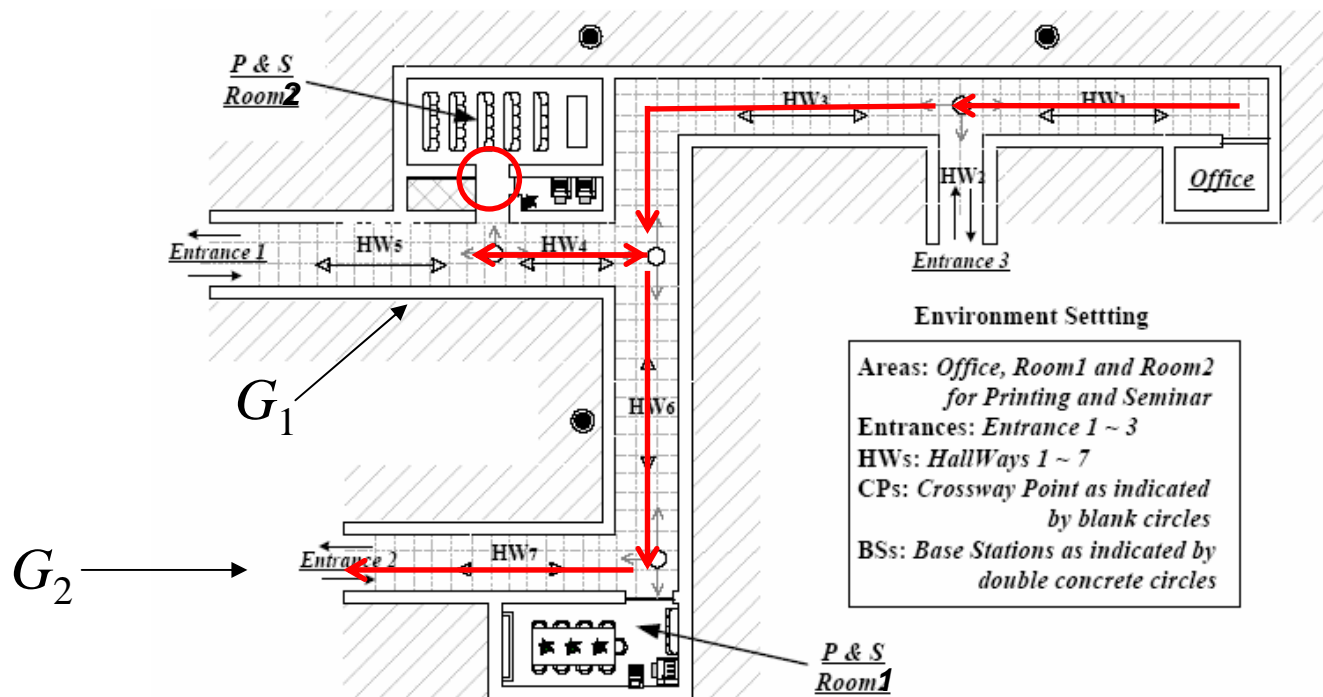 P & S
Room2
HW3
HW1
HW2
Office
Entrance 3
HW5
HW4
Entrance 1
G1
HW6
Environment Settting
Areas: Office, Room1 and Room2
for Printing and Seminar
Entrances: Entrance 1 ~ 3
HWs: HallWays 1 ~ 7
CPs: Crossway Point as indicated
by blank circles
BSs: Base Stations as indicated by
double concrete circles
G2
Entrance 2
HW7
P & S
Room1